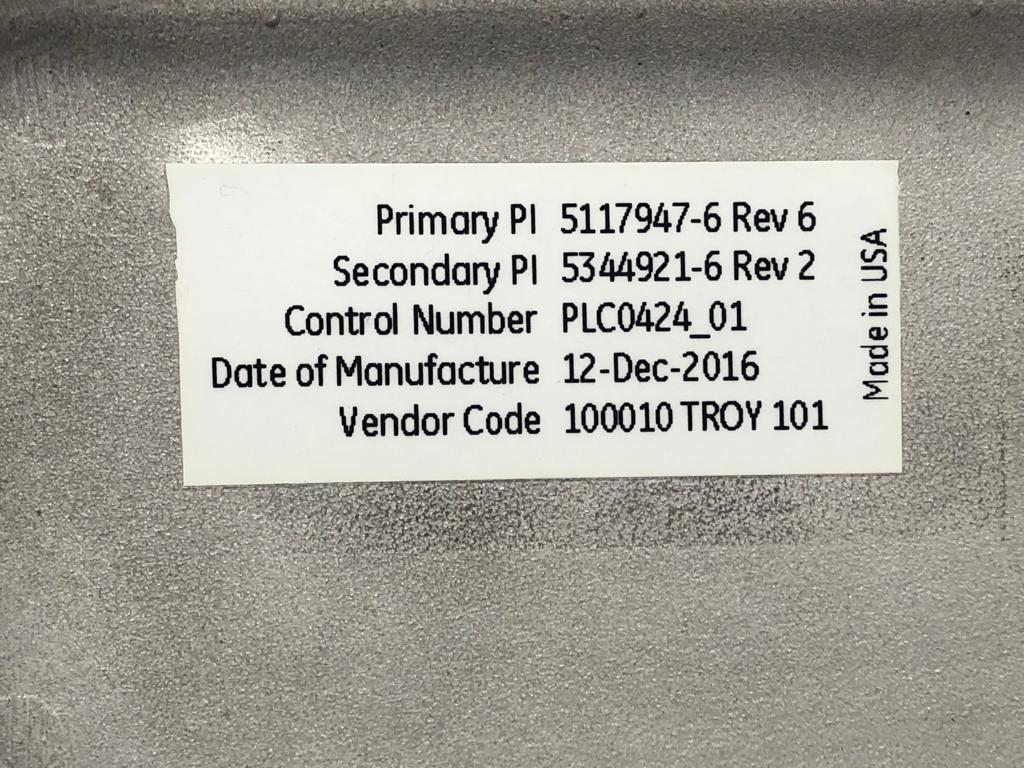 Primary PI 5117947-6 Rev 6
Secondary PI 5344921-6 Rev 2
Control Number PLC0424_01
Date of Manufacture 12-Dec-2016
Vendor Code 100010 TROY 101
Made in USA